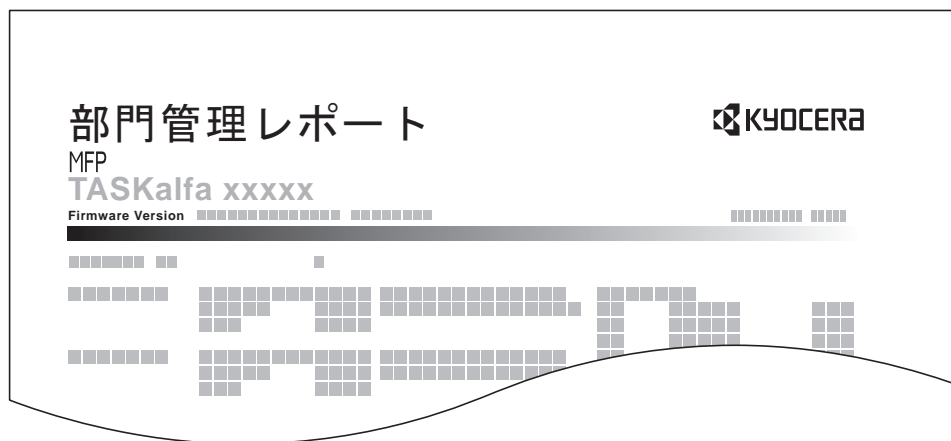 部門管理レポート
KYOCERA
MFP
TASKalfa xxxxx
Firmware Version